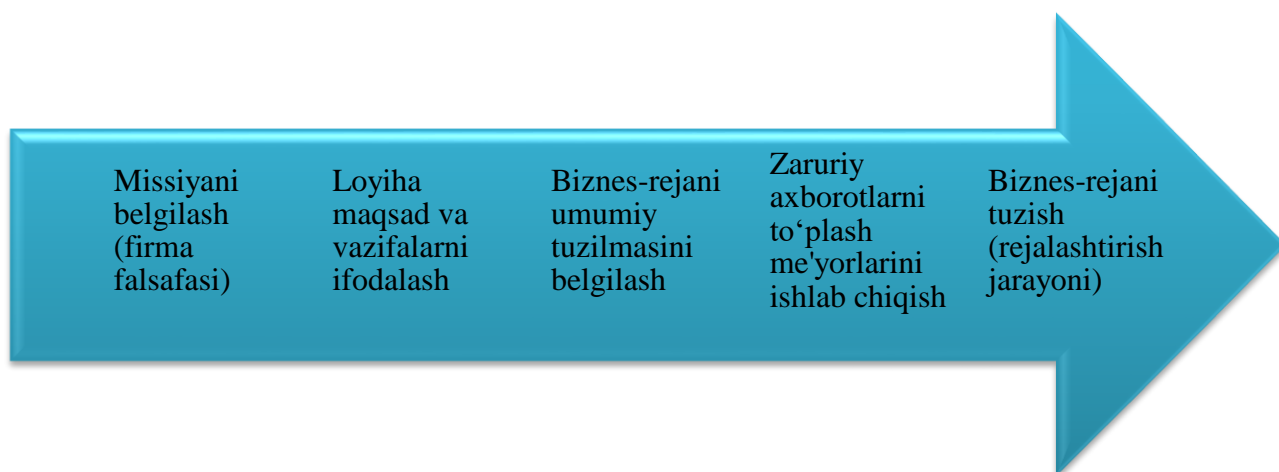 Missiyani
belgilash
(firma
falsafasi)
Loyiha
maqsad va
vazifalarni
ifodalash
Biznes-rejani
umumiy
tuzilmasini
belgilash
Zaruriy
axborotlarni
to‘plash
me'yorlarini
ishlab chiqish
Biznes-rejani
tuzish
(rejalashtirish
jarayoni)